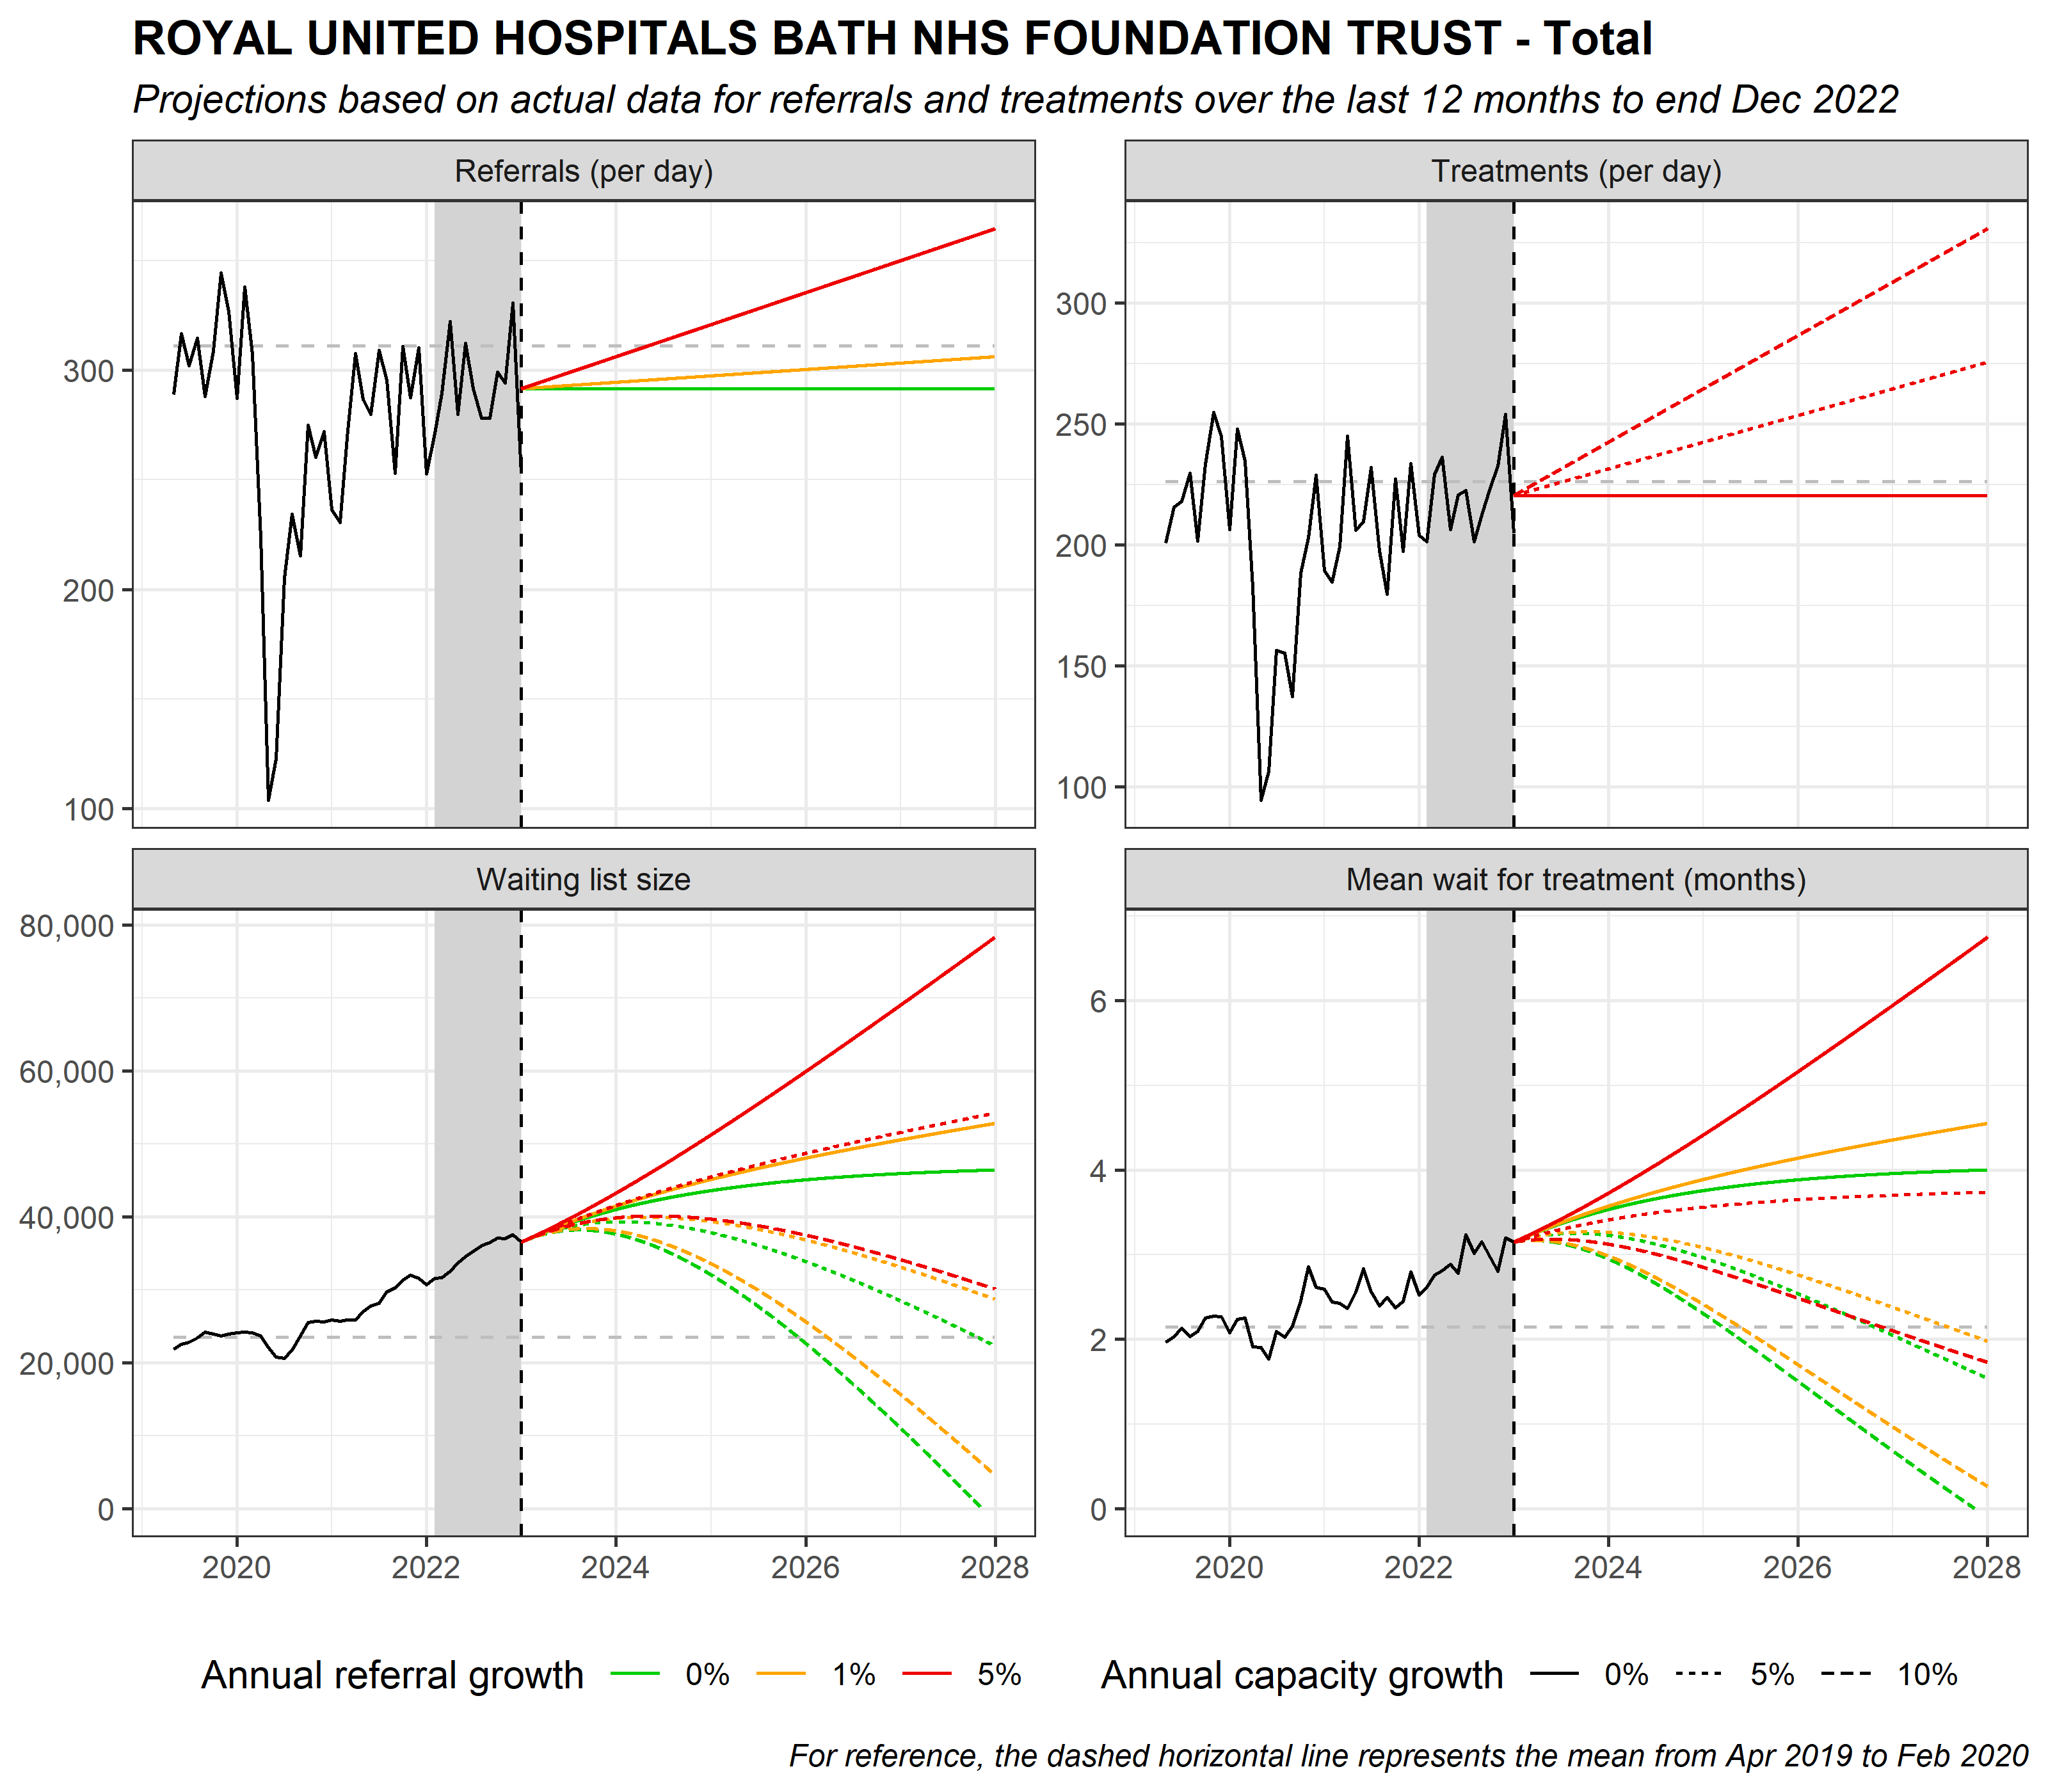 ROYAL UNITED HOSPITALS BATH NHS FOUNDATION TRUST - Total
Projections based on actual data for referrals and treatments over the last 12 months to end Dec 2022
Referrals (per day)
300
200
100
Treatments (per day)
300
250
200
150
100
Waiting list size
80,000
60,000
40,000
20,000
0
2020 2022 2024 2026 2028
Mean wait for treatment (months)
6
4
2
0
2020 2022 2024 2026 2028
Annual referral growth 0% 1% 5%
Annual capacity growth 0% 5% 10%
For reference, the dashed horizontal line represents the mean from Apr 2019 to Feb 2020